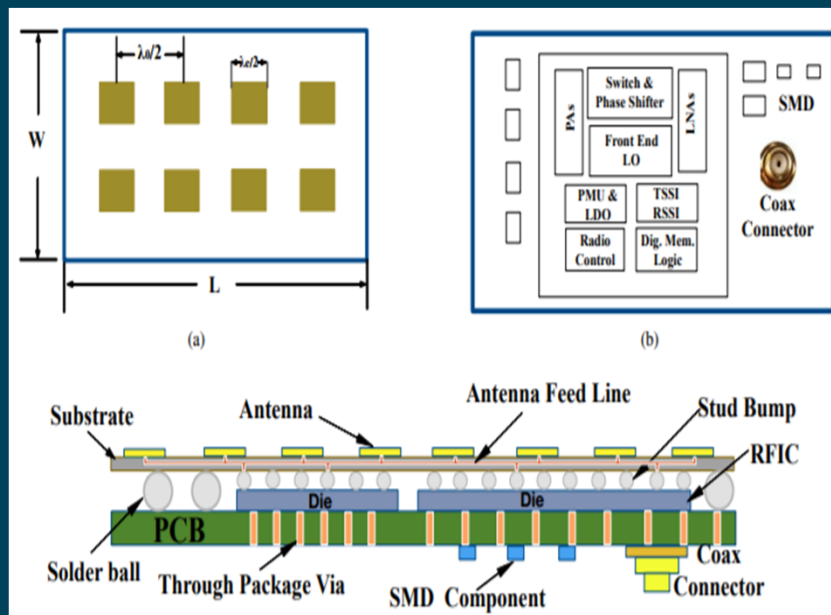 λ₀/2
λₑ/2
W
L
(a)
PAs
Switch &
Phase Shifter
LNAs
Front End
LO
PMU &
LDO
TSSI
RSSI
Radio
Control
Dig. Mem.
Logic
SMD
Coax
Connector
(b)
Substrate
Antenna
Antenna Feed Line
Stud Bump
RFIC
Die
Die
PCB
Solder ball
Through Package Via
SMD Component
Coax
Connector